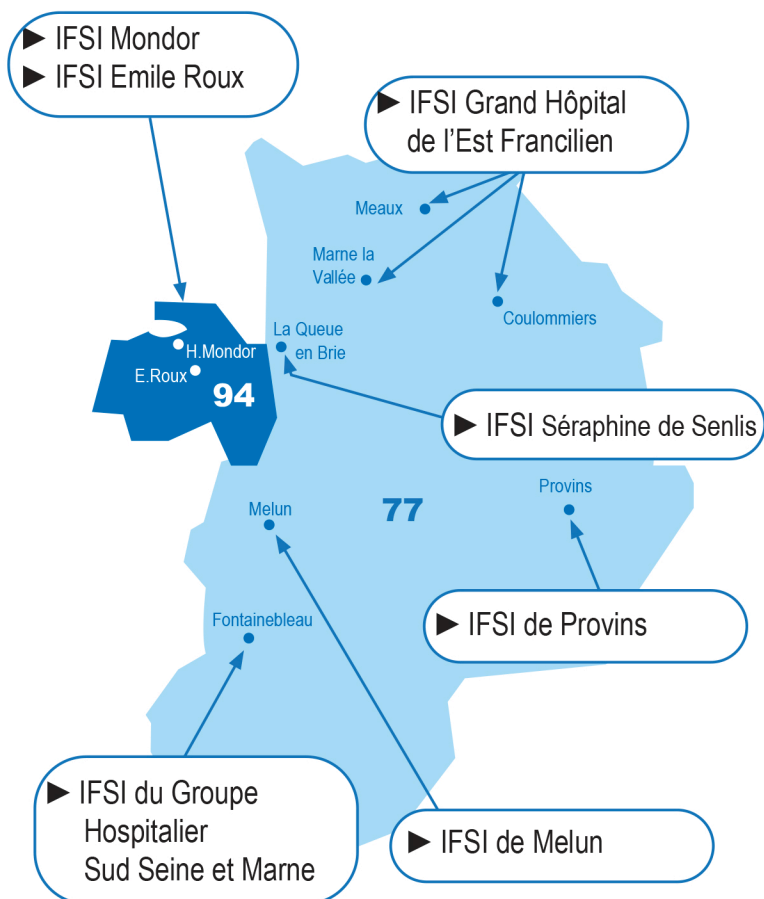 ► IFSI Mondor
► IFSI Emile Roux
► IFSI Grand Hôpital
de l’Est Francilien
Meaux
Marne la
Vallée
Coulommiers
La Queue
en Brie
H.Mondor
E.Roux
94
► IFSI Séraphine de Senlis
Melun
77
Provins
Fontainebleau
► IFSI de Provins
► IFSI du Groupe
Hospitalier
Sud Seine et Marne
► IFSI de Melun